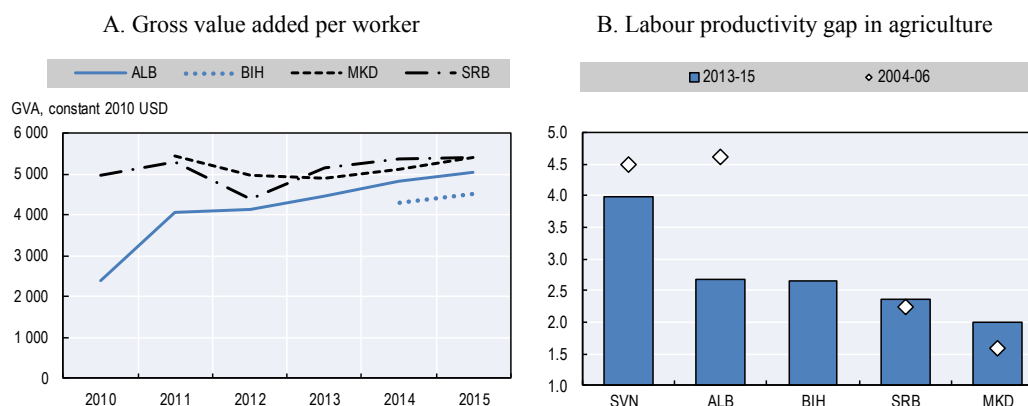 A. Gross value added per worker
ALB BIH MKD SRB
GVA, constant 2010 USD
6 000
5 000
4 000
3 000
2 000
1 000
0
2010 2011 2012 2013 2014 2015
B. Labour productivity gap in agriculture
2013-15 2004-06
5.0
4.5
4.0
3.5
3.0
2.5
2.0
1.5
1.0
SVN ALB BIH SRB MKD